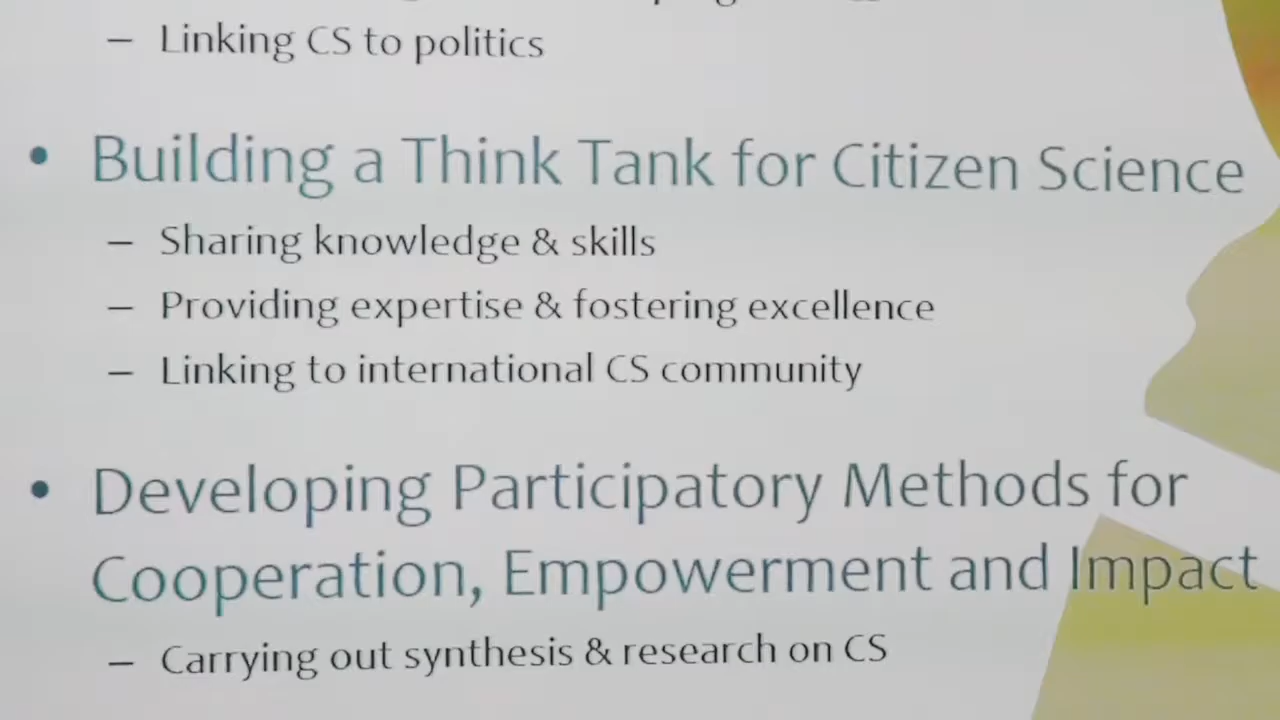 – Linking CS to politics
• Building a Think Tank for Citizen Science
– Sharing knowledge & skills
– Providing expertise & fostering excellence
– Linking to international CS community
• Developing Participatory Methods for
Cooperation, Empowerment and Impact
– Carrying out synthesis & research on CS